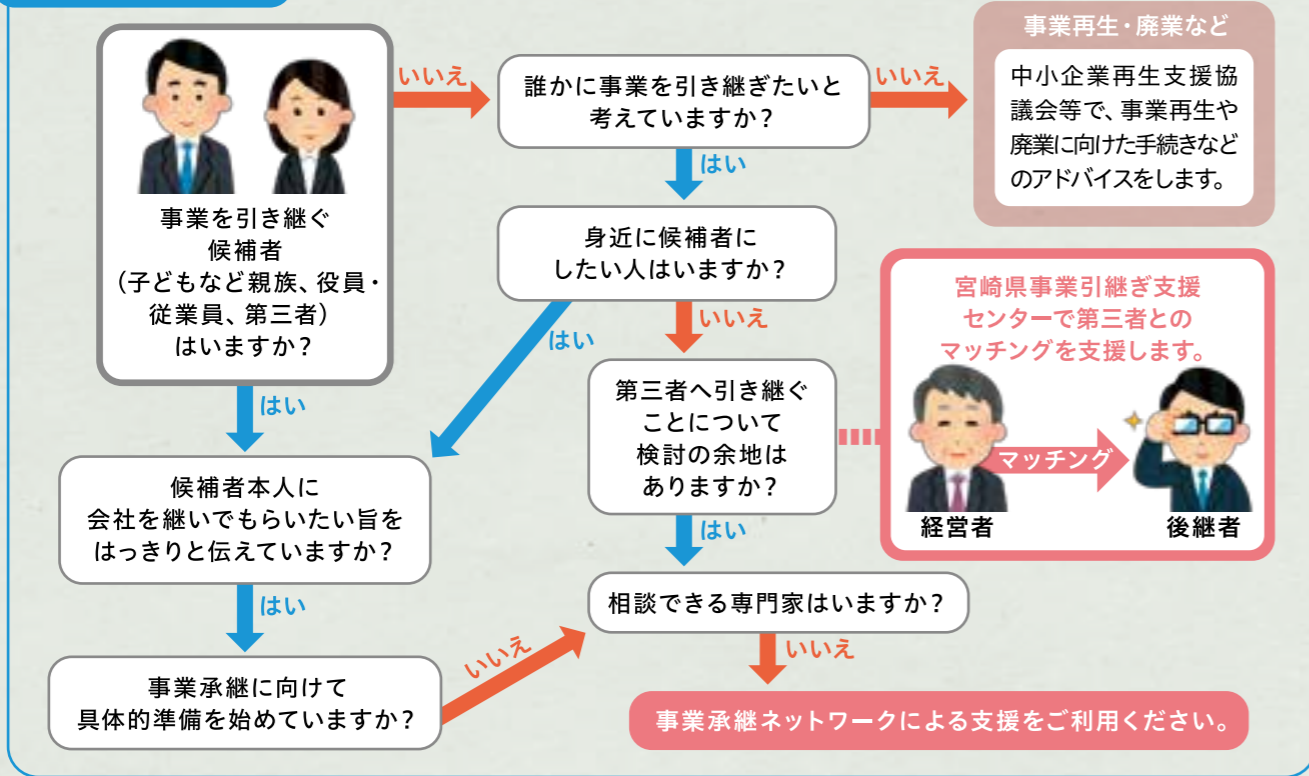 事業を引き継ぐ
候補者
(子どもなど親族、役員・
従業員、第三者)
はいますか?
いいえ
誰かに事業を引き継ぎたいと
考えていますか?
いいえ
事業再生・廃業など
中小企業再生支援協
議会等で、事業再生や
廃業に向けた手続きなど
のアドバイスをします。
はい
身近に候補者に
したい人はいますか?
はい
いいえ
第三者へ引き継ぐ
ことについて
検討の余地は
ありますか?
宮崎県事業引継ぎ支援
センターで第三者との
マッチングを支援します。
マッチング
経営者
後継者
はい
候補者本人に
会社を継いでもらいたい旨を
はっきりと伝えていますか?
はい
事業承継に向けて
具体的準備を始めていますか?
いいえ
はい
相談できる専門家はいますか?
いいえ
事業承継ネットワークによる支援をご利用ください。